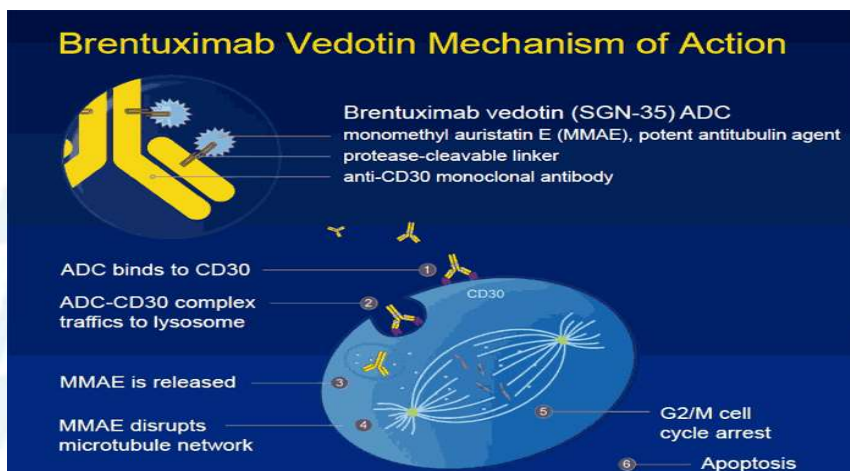 Brentuximab Vedotin Mechanism of Action
Brentuximab vedotin (SGN-35) ADC
monomethyl auristatin E (MMAE), potent antitubulin agent
protease-cleavable linker
anti-CD30 monoclonal antibody
ADC binds to CD30
1
CD30
ADC-CD30 complex
traffics to lysosome
2
MMAE is released
3
MMAE disrupts
microtubule network
4
5
G2/M cell
cycle arrest
6
Apoptosis